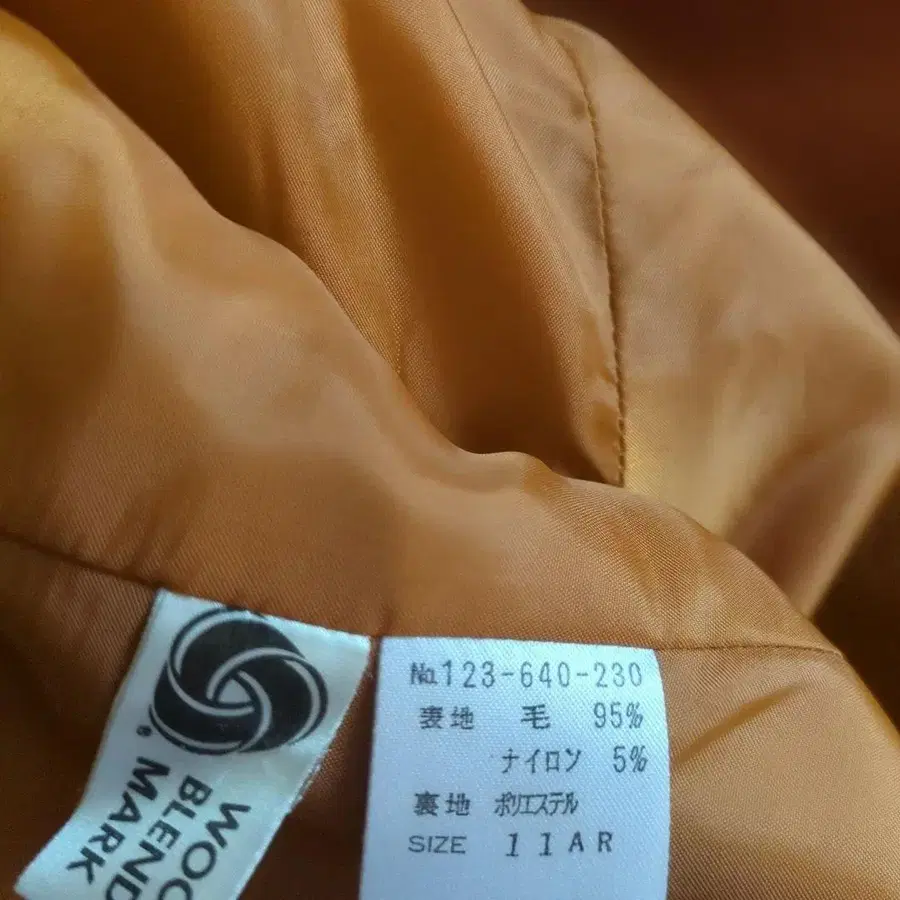 WOO
BLEND
MARK
№123-640-230
表地 毛 95%
ナイロン 5%
裏地 ポリエステル
SIZE 11AR